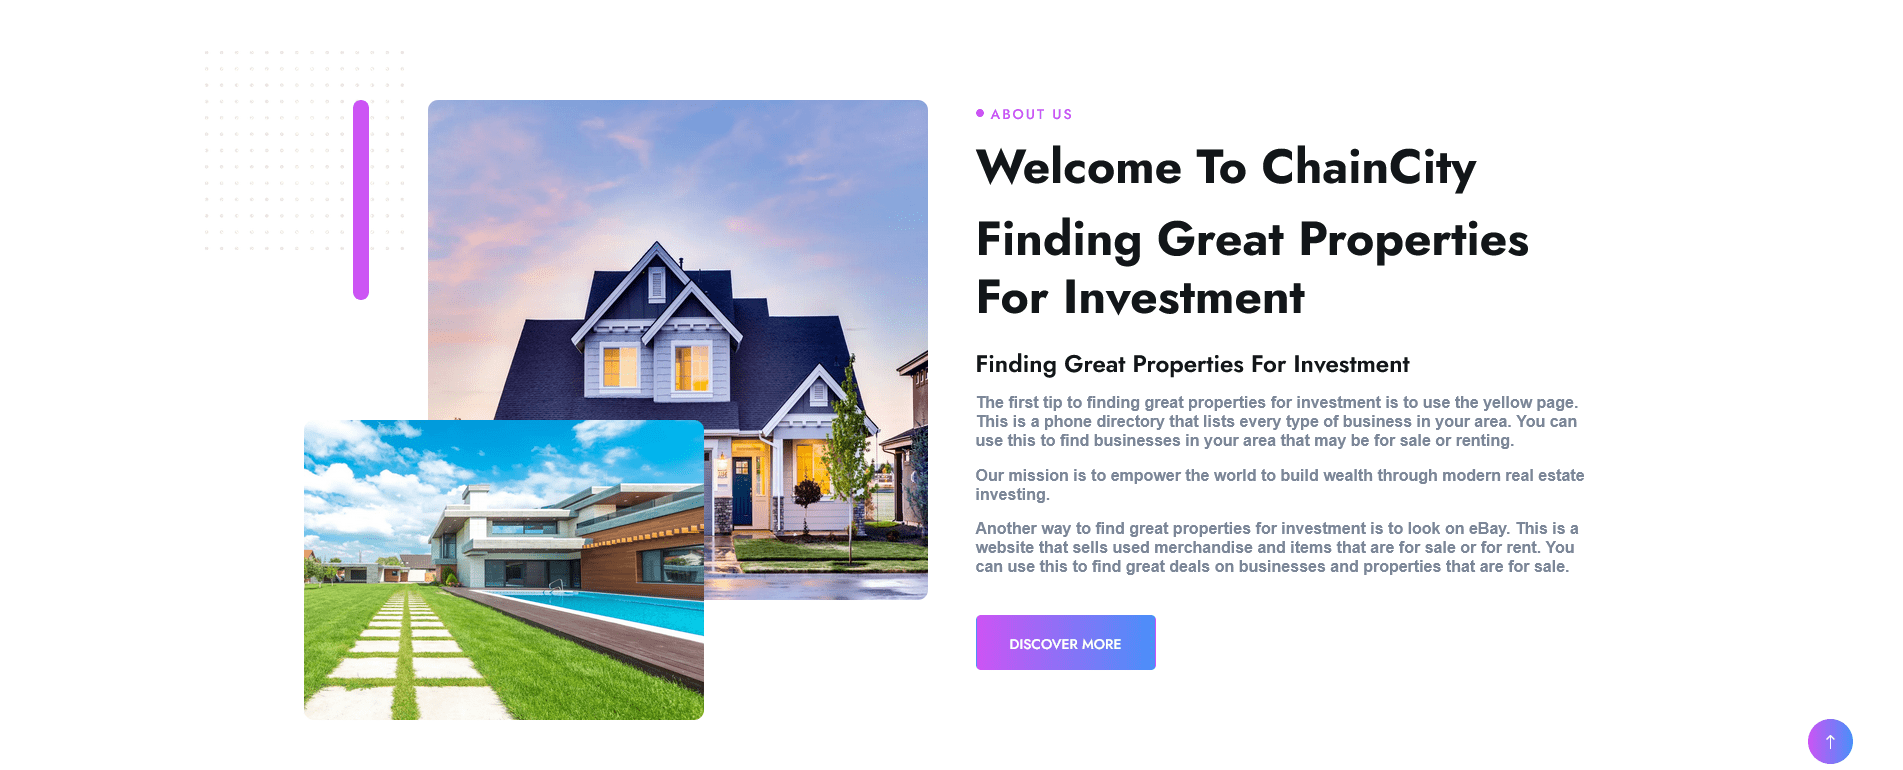 ABOUT US
Welcome To ChainCity
Finding Great Properties
For Investment
Finding Great Properties For Investment
The first tip to finding great properties for investment is to use the yellow page.
This is a phone directory that lists every type of business in your area. You can
use this to find businesses in your area that may be for sale or renting.
Our mission is to empower the world to build wealth through modern real estate
investing.
Another way to find great properties for investment is to look on eBay. This is a
website that sells used merchandise and items that are for sale or for rent. You
can use this to find great deals on businesses and properties that are for sale.
DISCOVER MORE